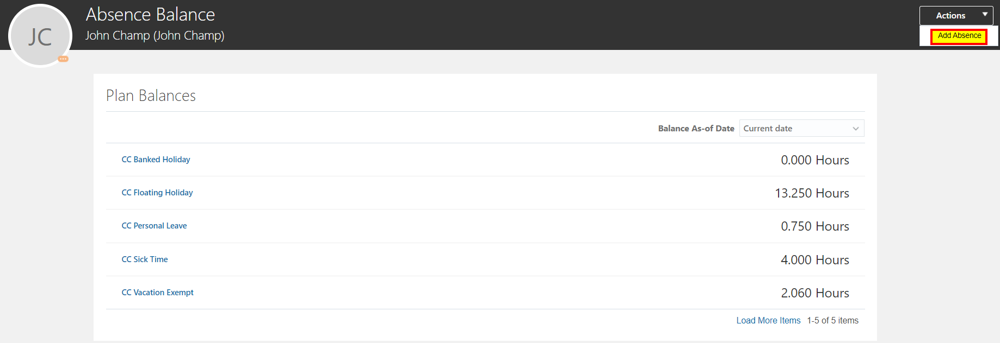 JC
Absence Balance
John Champ (John Champ)
Actions
Add Absence
Plan Balances
Balance As-of Date Current date
CC Banked Holiday 0.000 Hours
CC Floating Holiday 13.250 Hours
CC Personal Leave 0.750 Hours
CC Sick Time 4.000 Hours
CC Vacation Exempt 2.060 Hours
Load More Items 1-5 of 5 items